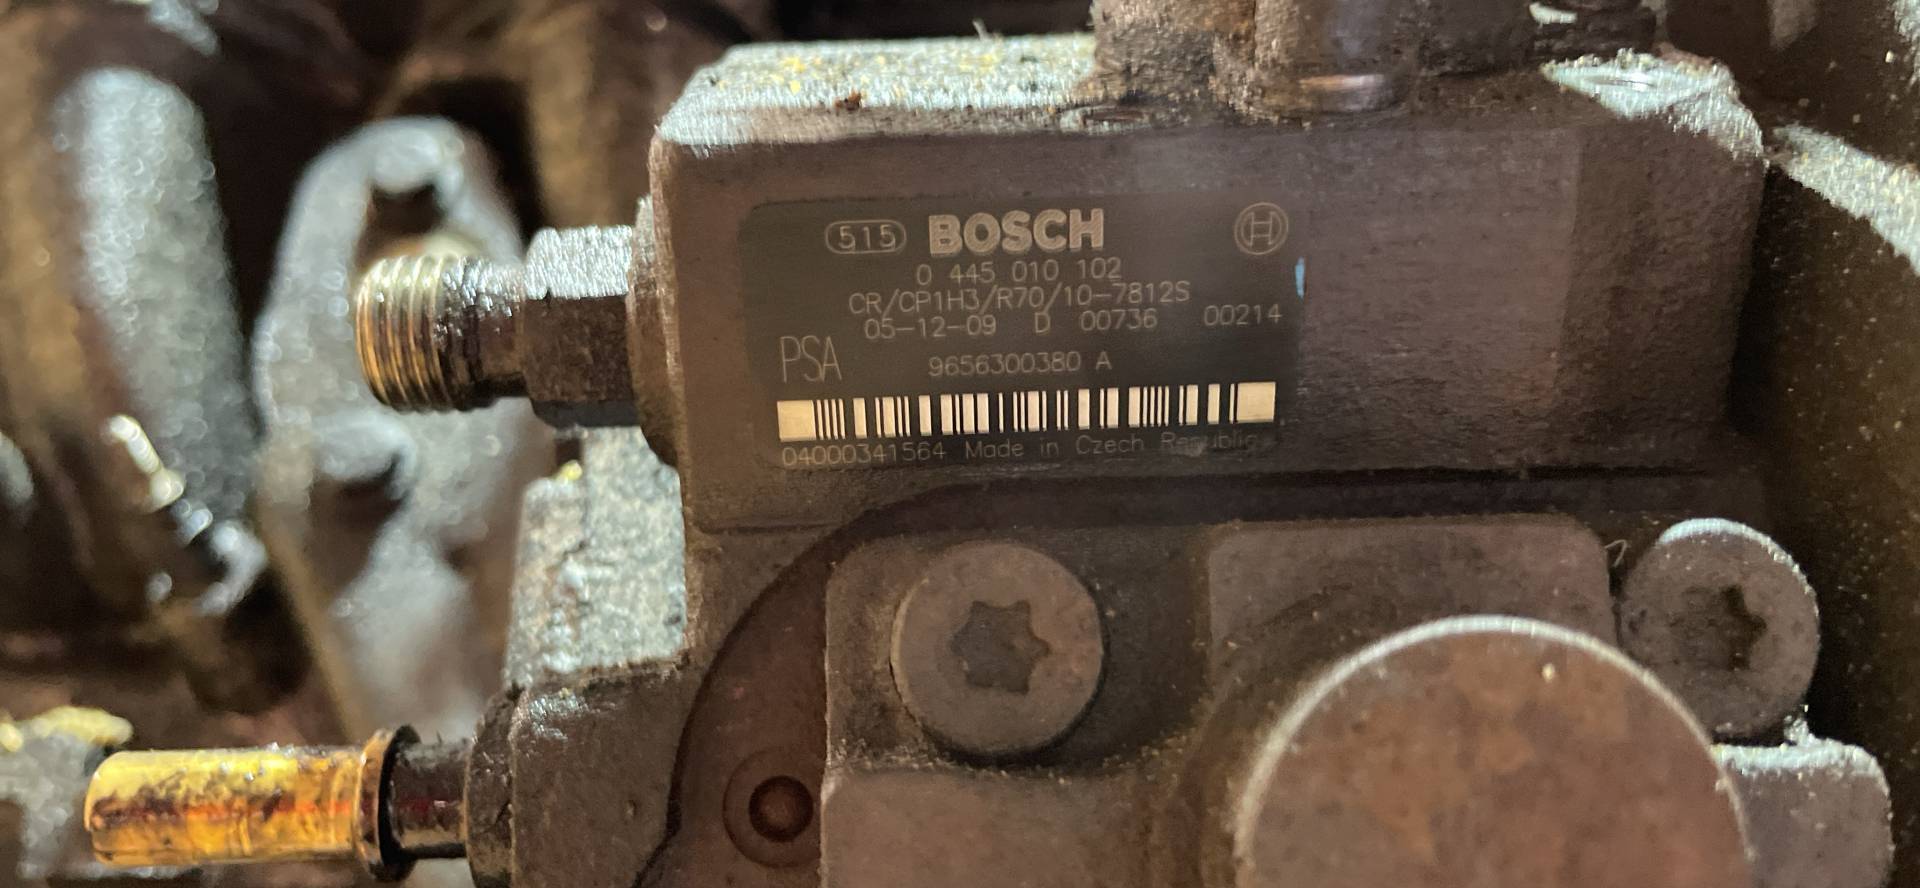 515 BOSCH
0 445 010 102
CR/CP1H3/R70/10-7812S
05-12-09 D 00736 00214
PSA 9656300380 A
04000341564 Made in Czech Republic